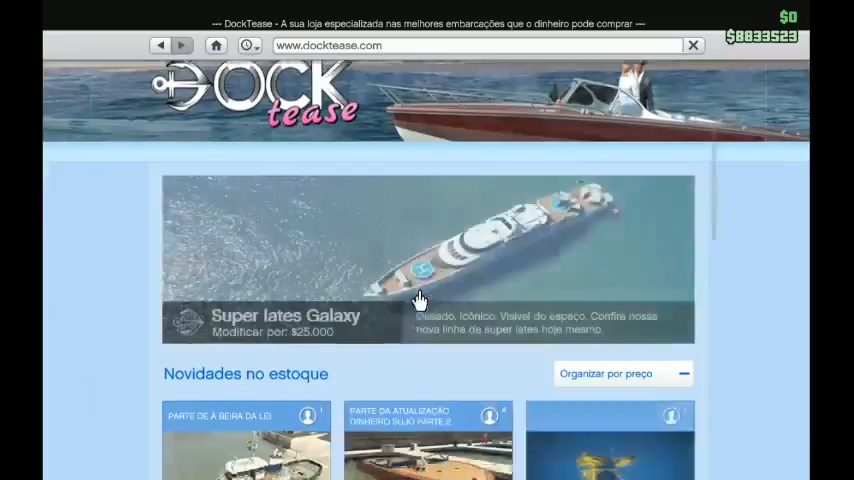 --- DockTease - A sua loja especializada nas melhores embarcações que o dinheiro pode comprar ---
$0
$8833523
www.docktease.com
DOCK
tease
Super Iates Galaxy
Modificar por: $25.000
Ousado. Icônico. Visível do espaço. Confira nossa
nova linha de super iates hoje mesmo.
Novidades no estoque
Organizar por preço
PARTE DE À BEIRA DA LEI
1
PARTE DA ATUALIZAÇÃO
DINHEIRO SUJO PARTE 2
4